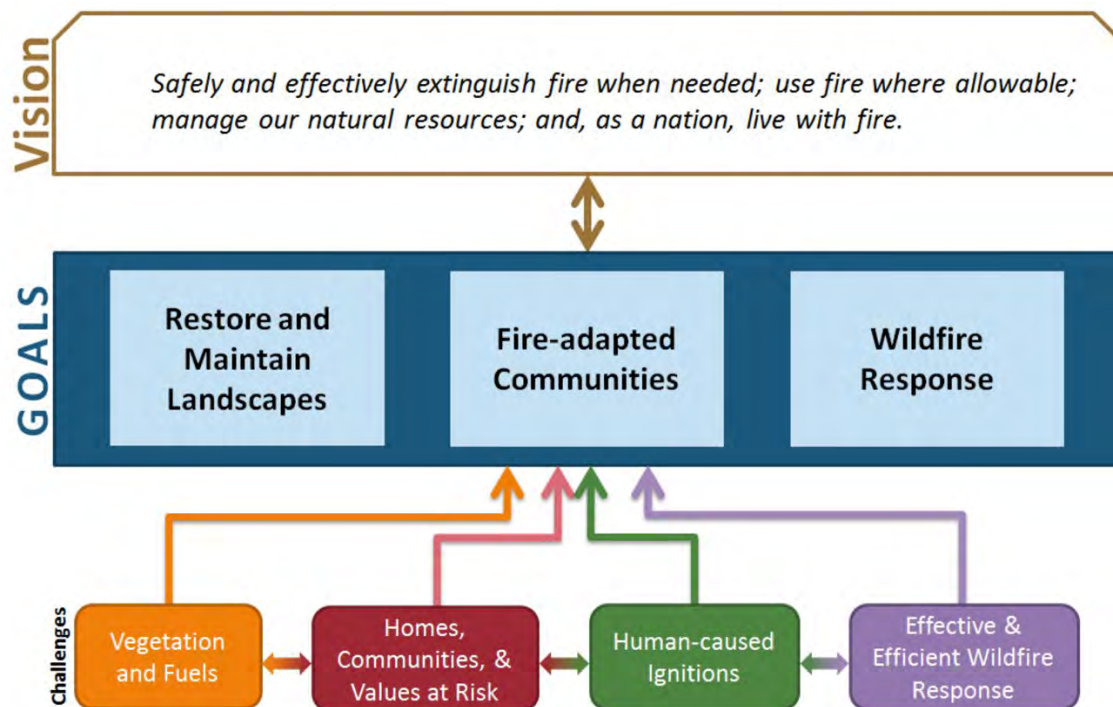 Vision
Safely and effectively extinguish fire when needed; use fire where allowable;
manage our natural resources; and, as a nation, live with fire.
GOALS
Restore and
Maintain
Landscapes
Fire-adapted
Communities
Wildfire
Response
Challenges
Vegetation
and Fuels
Homes,
Communities, &
Values at Risk
Human-caused
Ignitions
Effective &
Efficient Wildfire
Response